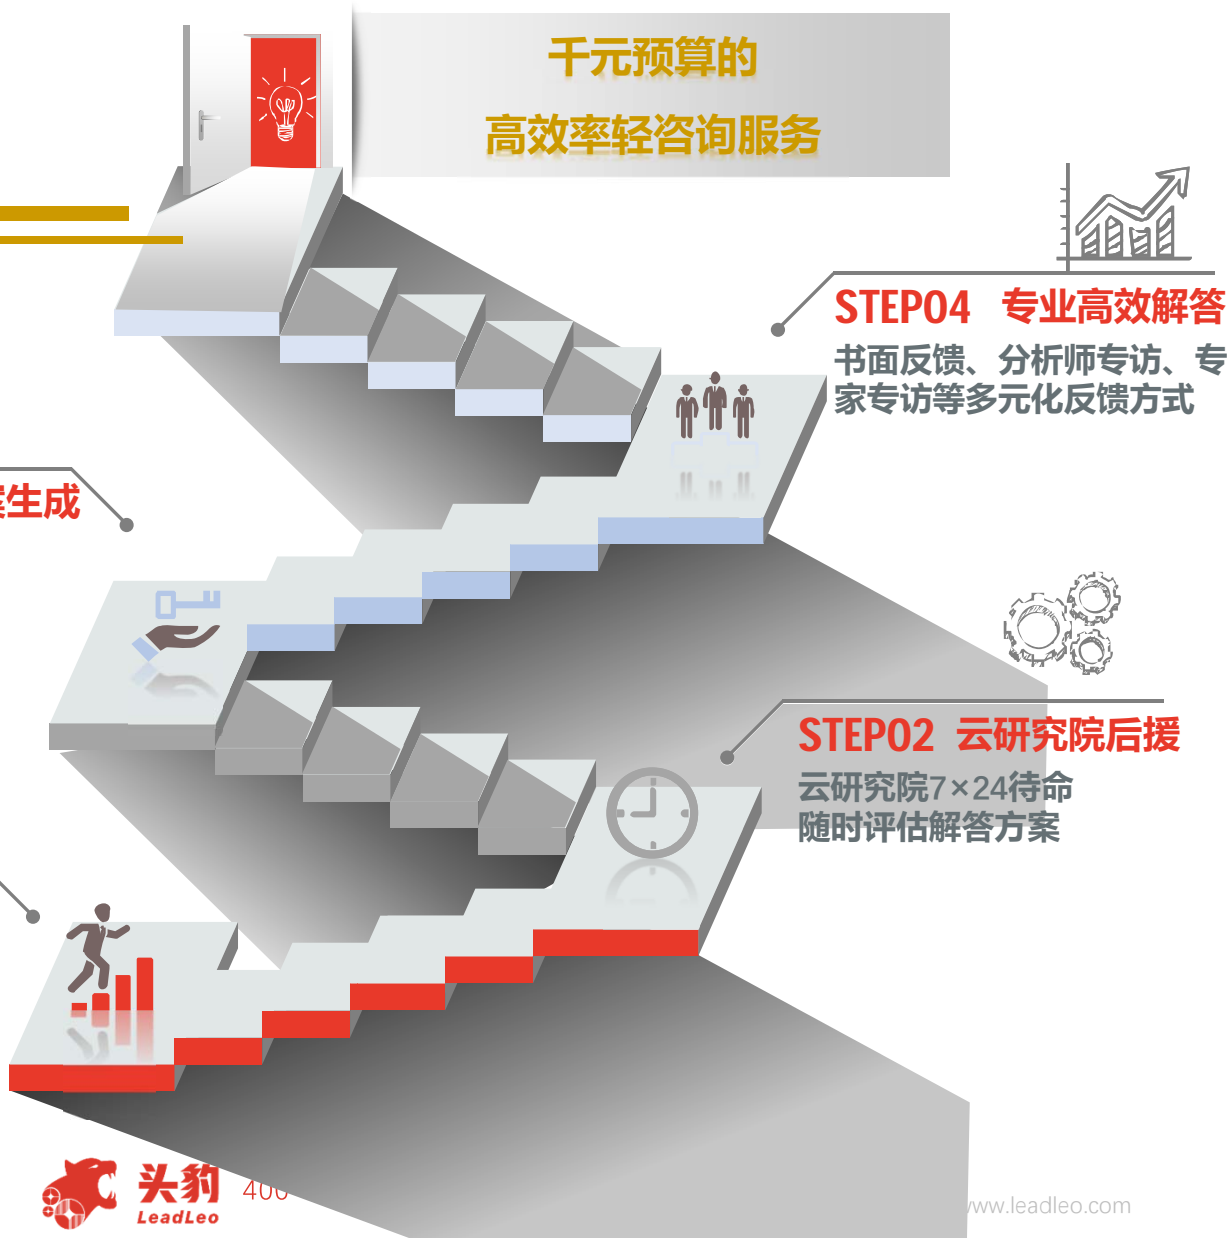 千元预算的
高效率轻咨询服务
STEP04 专业高效解答
书面反馈、分析师专访、专
家专访等多元化反馈方式
生成
STEP02 云研究院后援
云研究院7×24待命
随时评估解答方案
头豹
LeadLeo
400
www.leadleo.com